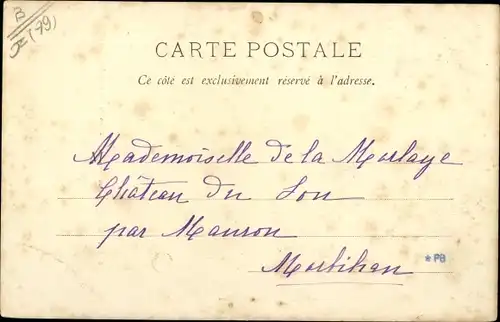 B
(79)
CARTE POSTALE
Ce côté est exclusivement réservé à l'adresse.
Mademoiselle de la Morlaye
Château du Lou
par Mauron
Morbihan
*PB